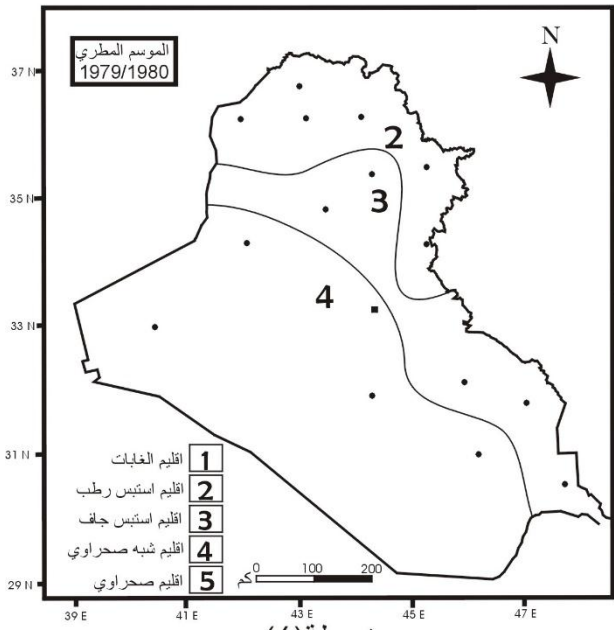 الموسم المطري
1979/1980
N
37 N
35 N
33 N
31 N
29 N
2
3
4
اقليم الغابات 1
اقليم استبس رطب 2
اقليم استبس جاف 3
اقليم شبه صحراوي 4
اقليم صحراوي 5
كم 0 100 200
39 E 41 E 43 E 45 E 47 E